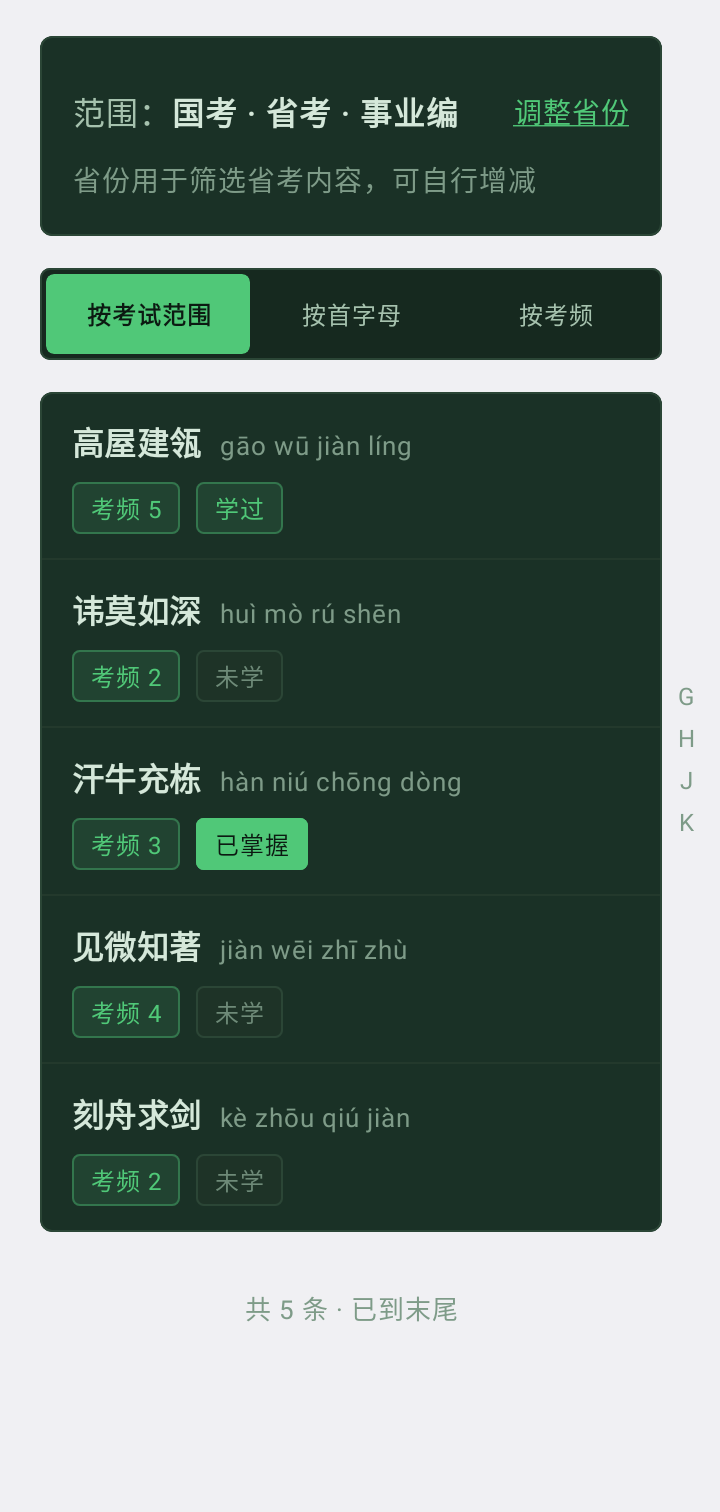 范围：国考 · 省考 · 事业编 调整省份
省份用于筛选省考内容，可自行增减
按考试范围 按首字母 按考频
高屋建瓴 gāo wū jiàn líng
考频 5 学过
讳莫如深 huì mò rú shēn
考频 2 未学
汗牛充栋 hàn niú chōng dòng
考频 3 已掌握
见微知著 jiàn wēi zhī zhù
考频 4 未学
刻舟求剑 kè zhōu qiú jiàn
考频 2 未学
G
H
J
K
共 5 条 · 已到末尾